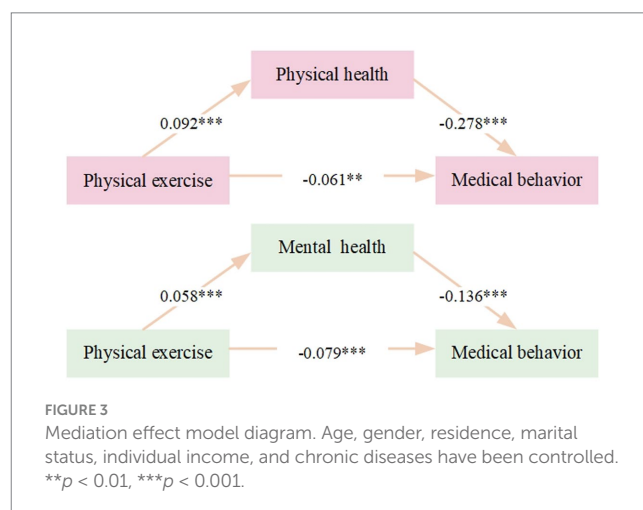 Physical health
0.092***
-0.278***
Physical exercise
-0.061**
Medical behavior
Mental health
0.058***
-0.136***
Physical exercise
-0.079***
Medical behavior
FIGURE 3
Mediation effect model diagram. Age, gender, residence, marital
status, individual income, and chronic diseases have been controlled.
**p < 0.01, ***p < 0.001.